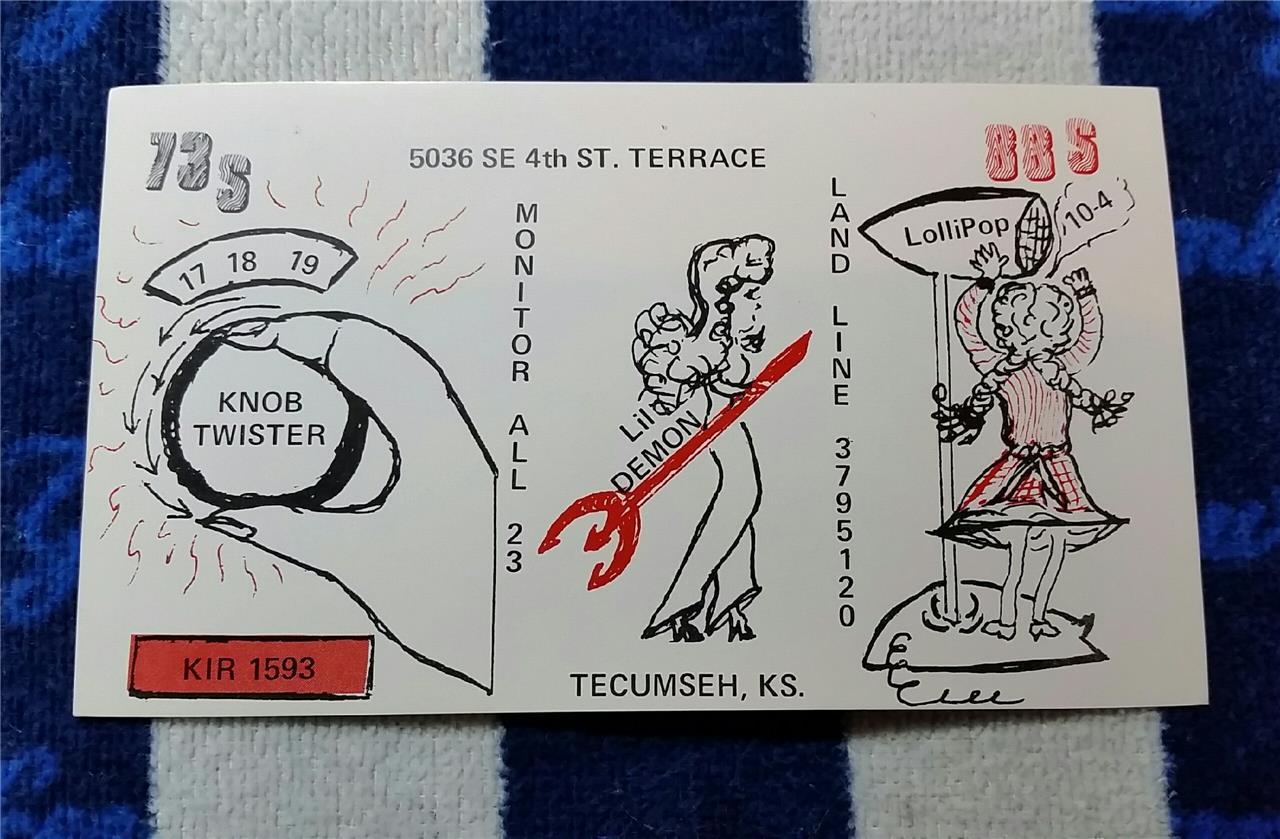 73s
5036 SE 4th ST. TERRACE
88s
17 18 19
KNOB
TWISTER
KIR 1593
MONITOR ALL 23
Lil'
DEMON
TECUMSEH, KS.
LAND LINE 3795120
LolliPop
10-4